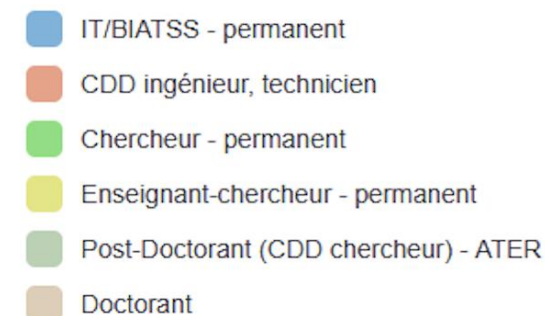 IT/BIATSS - permanent
CDD ingénieur, technicien
Chercheur - permanent
Enseignant-chercheur - permanent
Post-Doctorant (CDD chercheur) - ATER
Doctorant